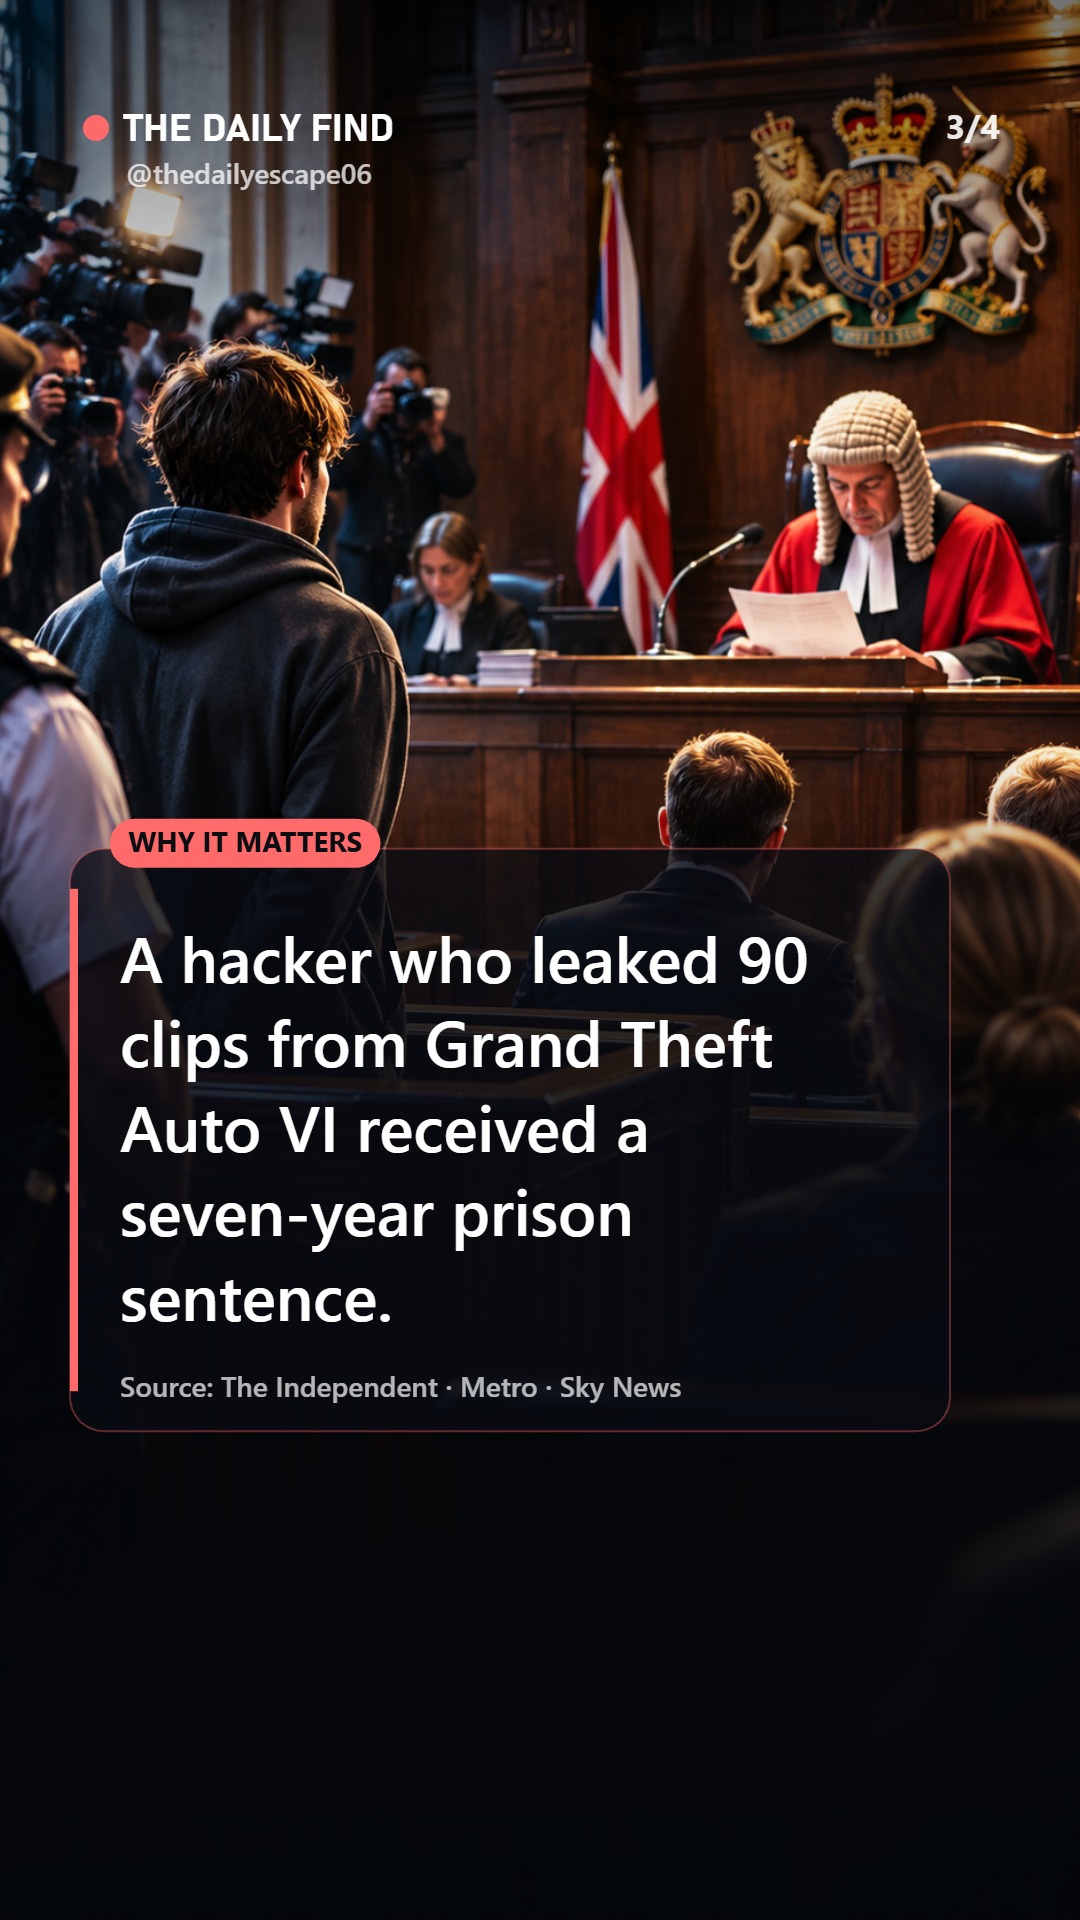 THE DAILY FIND
3/4
@thedailyescape06
WHY IT MATTERS
A hacker who leaked 90
clips from Grand Theft
Auto VI received a
seven-year prison
sentence.
Source: The Independent · Metro · Sky News